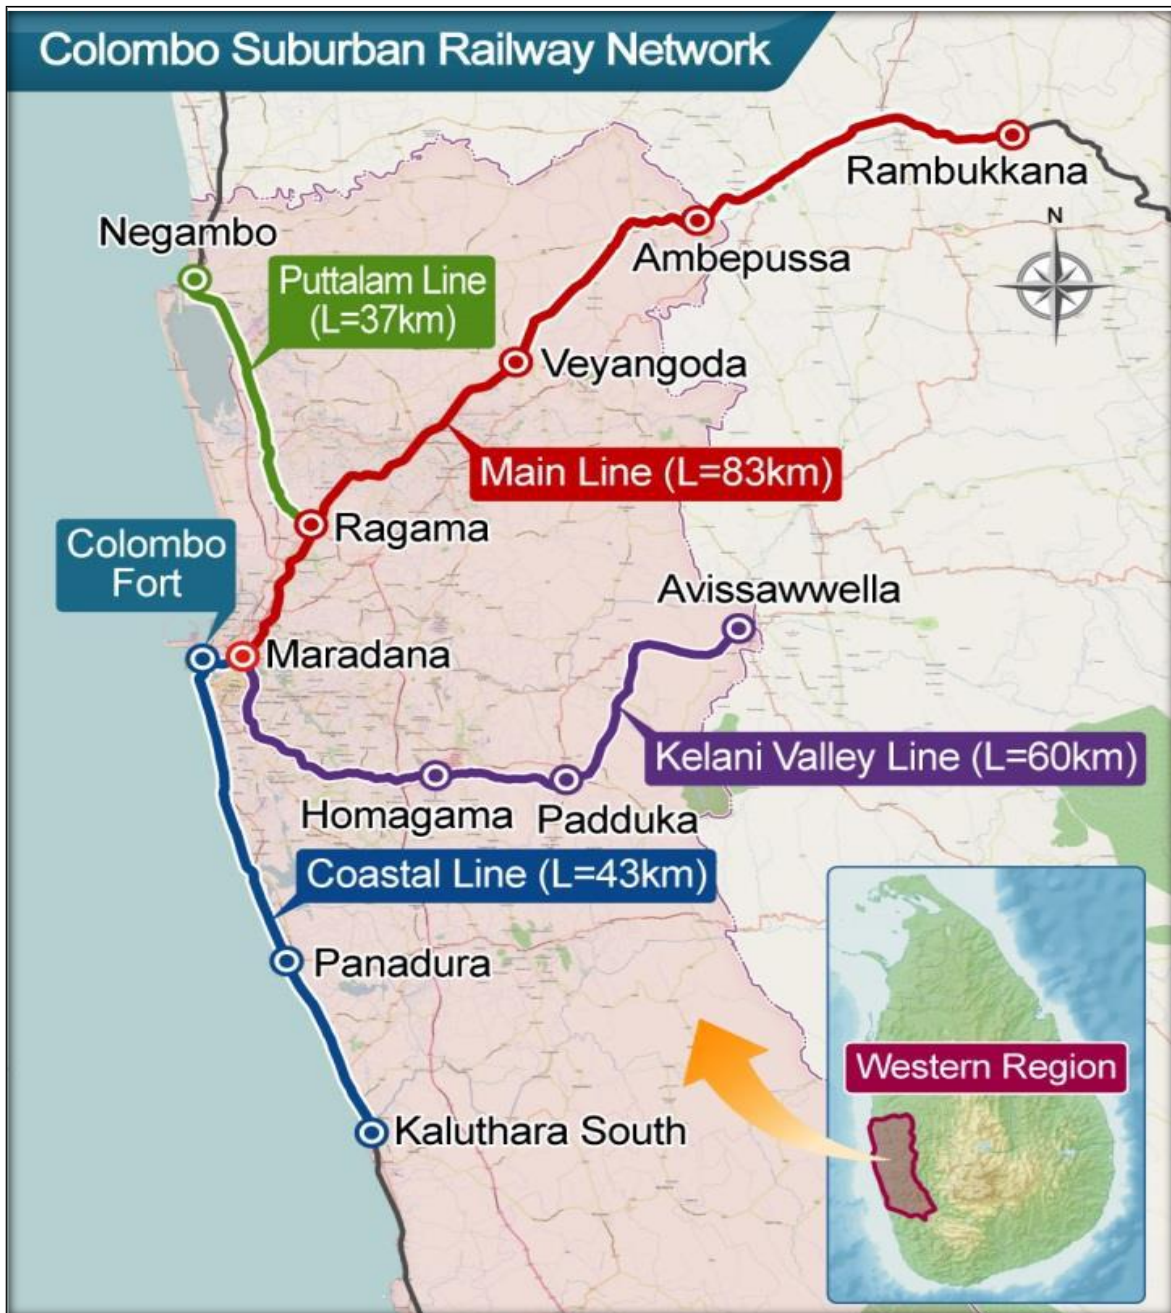 Colombo Suburban Railway Network
Rambukkana
N
Negambo
Ambepussa
Puttalam Line
(L=37km)
Veyangoda
Main Line (L=83km)
Ragama
Colombo
Fort
Avissawwella
Maradana
Kelani Valley Line (L=60km)
Homagama
Padduka
Coastal Line (L=43km)
Panadura
Western Region
Kaluthara South